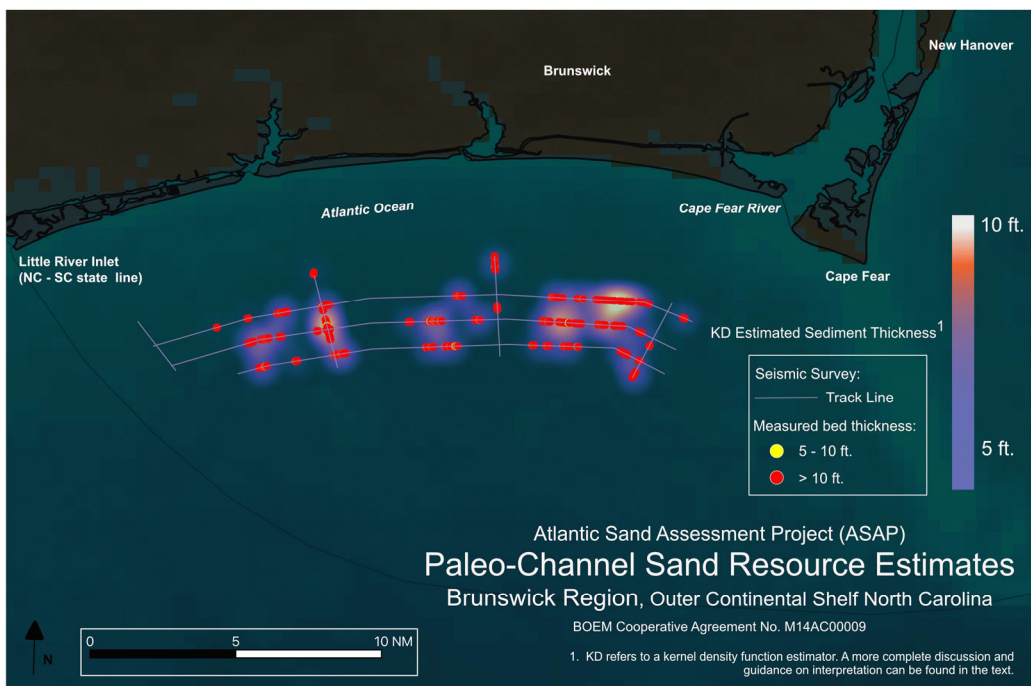 New Hanover
Brunswick
Atlantic Ocean
Cape Fear River
Little River Inlet
(NC - SC state line)
Cape Fear
10 ft.
KD Estimated Sediment Thickness1
5 ft.
Seismic Survey:
Track Line
Measured bed thickness:
5 - 10 ft.
> 10 ft.
Atlantic Sand Assessment Project (ASAP)
Paleo-Channel Sand Resource Estimates
Brunswick Region, Outer Continental Shelf North Carolina
BOEM Cooperative Agreement No. M14AC00009
1. KD refers to a kernel density function estimator. A more complete discussion and
guidance on interpretation can be found in the text.
N
0 5 10 NM